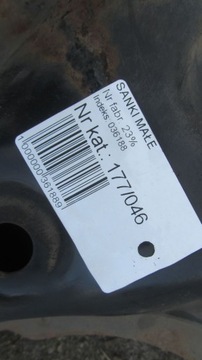 SANKI MAŁE
Nr fabr 23%
Indeks 036188
Nr kat.: 177/046
1000000361889